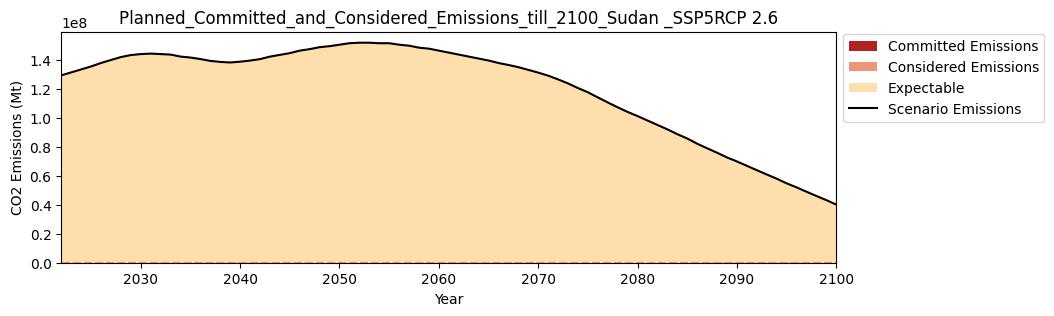 Planned_Committed_and_Considered_Emissions_till_2100_Sudan _SSP5RCP 2.6
1e8
1.4
1.2
1.0
0.8
0.6
0.4
0.2
0.0
CO2 Emissions (Mt)
2030 2040 2050 2060 2070 2080 2090 2100
Year
Committed Emissions
Considered Emissions
Expectable
Scenario Emissions